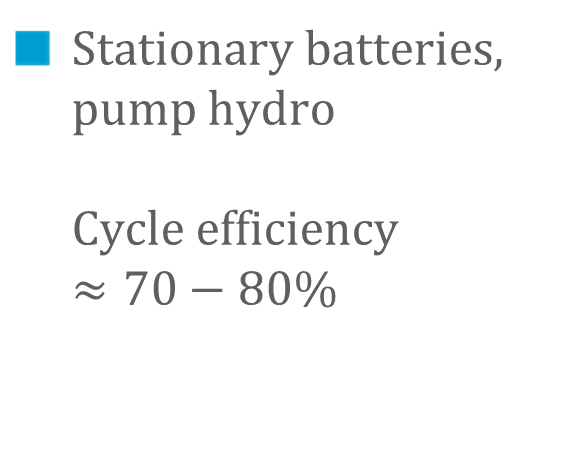 Stationary batteries,
pump hydro
Cycle efficiency
≈ 70 − 80%